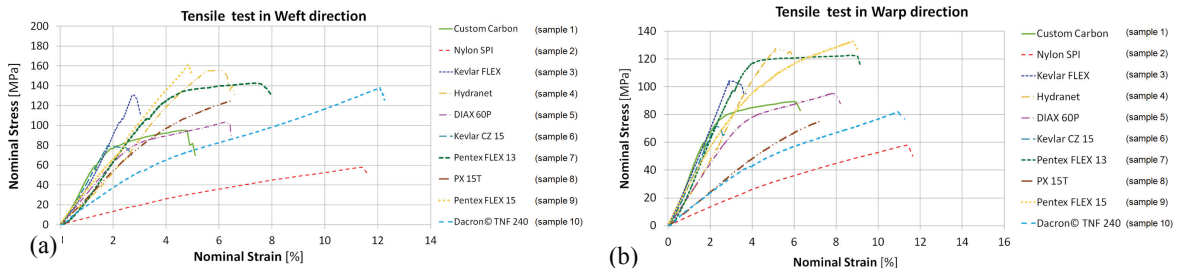 Tensile test in Weft direction
Nominal Stress [MPa]
200
180
160
140
120
100
80
60
40
20
0
2
4
6
8
10
12
14
Nominal Strain [%]
(a)
Custom Carbon (sample 1)
Nylon SPI (sample 2)
Kevlar FLEX (sample 3)
Hydranet (sample 4)
DIAX 60P (sample 5)
Kevlar CZ 15 (sample 6)
Pentex FLEX 13 (sample 7)
PX 15T (sample 8)
Pentex FLEX 15 (sample 9)
Dacron© TNF 240 (sample 10)
Tensile test in Warp direction
Nominal Stress [MPa]
140
120
100
80
60
40
20
0
0
2
4
6
8
10
12
14
16
Nominal Strain [%]
(b)
Custom Carbon (sample 1)
Nylon SPI (sample 2)
Kevlar FLEX (sample 3)
Hydranet (sample 4)
DIAX 60P (sample 5)
Kevlar CZ 15 (sample 6)
Pentex FLEX 13 (sample 7)
PX 15T (sample 8)
Pentex FLEX 15 (sample 9)
Dacron© TNF 240 (sample 10)